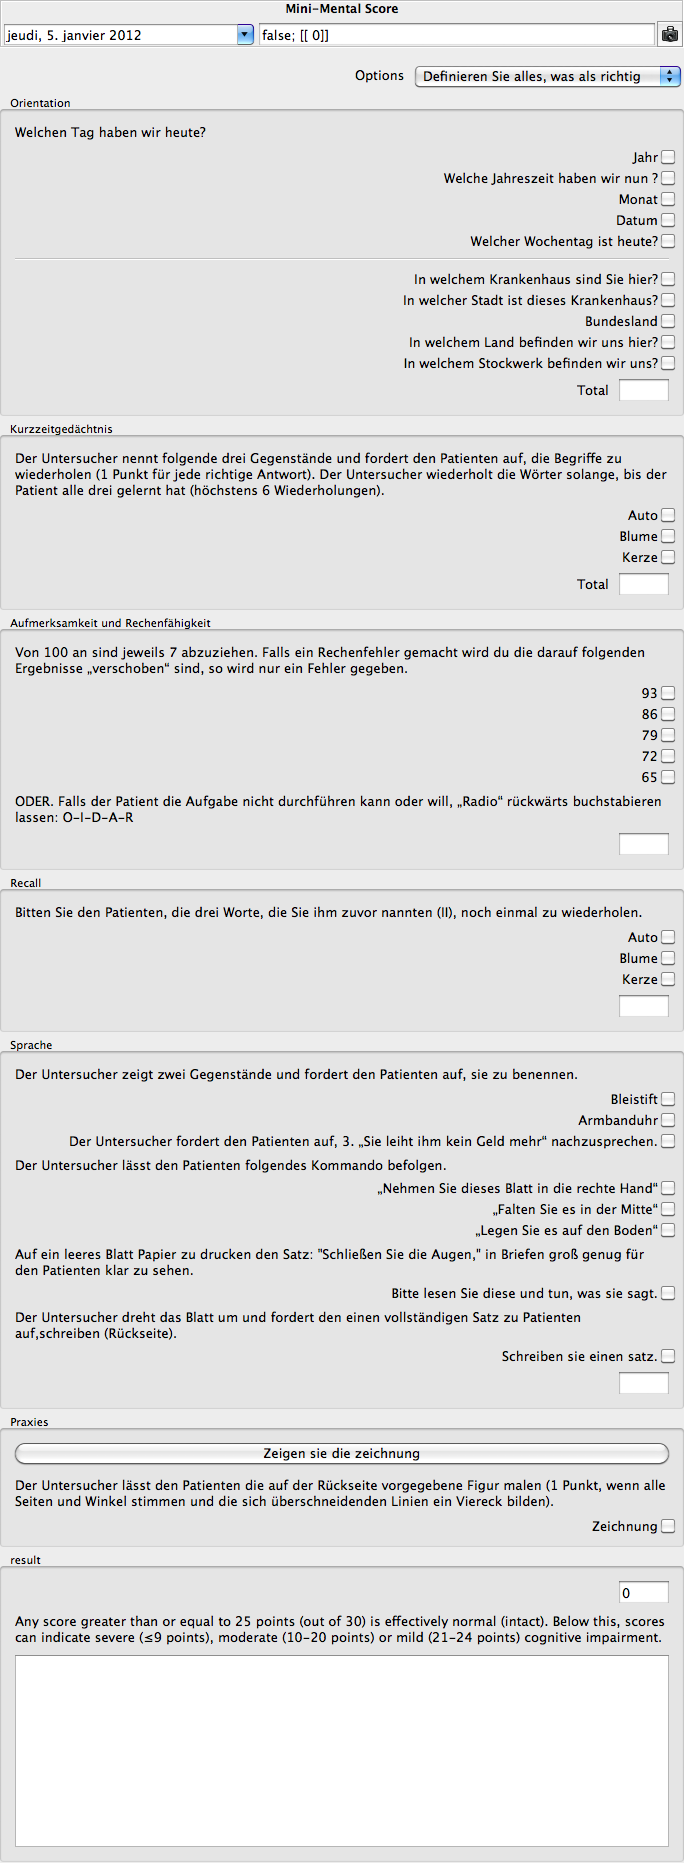 Mini-Mental Score
jeudi, 5. janvier 2012
false; [[ 0]]
Options Definieren Sie alles, was als richtig
Orientation
Welchen Tag haben wir heute?
Jahr
Welche Jahreszeit haben wir nun ?
Monat
Datum
Welcher Wochentag ist heute?
In welchem Krankenhaus sind Sie hier?
In welcher Stadt ist dieses Krankenhaus?
Bundesland
In welchem Land befinden wir uns hier?
In welchem Stockwerk befinden wir uns?
Total
Kurzzeitgedächtnis
Der Untersucher nennt folgende drei Gegenstände und fordert den Patienten auf, die Begriffe zu
wiederholen (1 Punkt für jede richtige Antwort). Der Untersucher wiederholt die Wörter solange, bis der
Patient alle drei gelernt hat (höchstens 6 Wiederholungen).
Auto
Blume
Kerze
Total
Aufmerksamkeit und Rechenfähigkeit
Von 100 an sind jeweils 7 abzuziehen. Falls ein Rechenfehler gemacht wird du die darauf folgenden
Ergebnisse „verschoben“ sind, so wird nur ein Fehler gegeben.
93
86
79
72
65
ODER. Falls der Patient die Aufgabe nicht durchführen kann oder will, „Radio“ rückwärts buchstabieren
lassen: O-I-D-A-R
Recall
Bitten Sie den Patienten, die drei Worte, die Sie ihm zuvor nannten (II), noch einmal zu wiederholen.
Auto
Blume
Kerze
Sprache
Der Untersucher zeigt zwei Gegenstände und fordert den Patienten auf, sie zu benennen.
Bleistift
Armbanduhr
Der Untersucher fordert den Patienten auf, 3. „Sie leiht ihm kein Geld mehr“ nachzusprechen.
Der Untersucher lässt den Patienten folgendes Kommando befolgen.
„Nehmen Sie dieses Blatt in die rechte Hand“
„Falten Sie es in der Mitte“
„Legen Sie es auf den Boden“
Auf ein leeres Blatt Papier zu drucken den Satz: "Schließen Sie die Augen," in Briefen groß genug für
den Patienten klar zu sehen.
Bitte lesen Sie diese und tun, was sie sagt.
Der Untersucher dreht das Blatt um und fordert den einen vollständigen Satz zu Patienten
auf,schreiben (Rückseite).
Schreiben sie einen satz.
Praxies
Zeigen sie die zeichnung
Der Untersucher lässt den Patienten die auf der Rückseite vorgegebene Figur malen (1 Punkt, wenn alle
Seiten und Winkel stimmen und die sich überschneidenden Linien ein Viereck bilden).
Zeichnung
result
0
Any score greater than or equal to 25 points (out of 30) is effectively normal (intact). Below this, scores
can indicate severe (≤9 points), moderate (10-20 points) or mild (21-24 points) cognitive impairment.